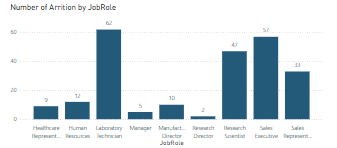 Number of Arrition by JobRole
60
40
20
0
9
12
62
5
10
2
47
57
33
Healthcare Represent...
Human Resources
Laboratory Technician
Manager
Manufact... Director
Research Director
Research Scientist
Sales Executive
Sales Represent...
JobRole